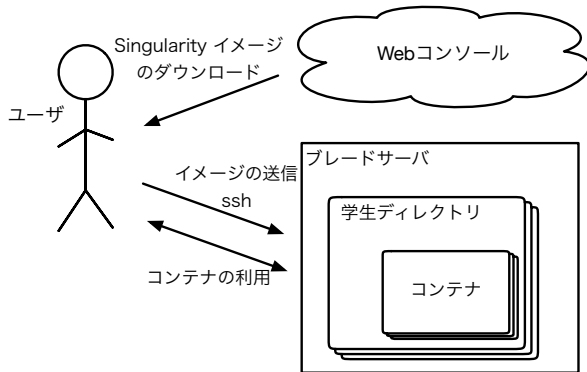 Singularity イメージ
のダウンロード
Webコンソール
ユーザ
ブレードサーバ
イメージの送信
ssh
学生ディレクトリ
コンテナの利用
コンテナ